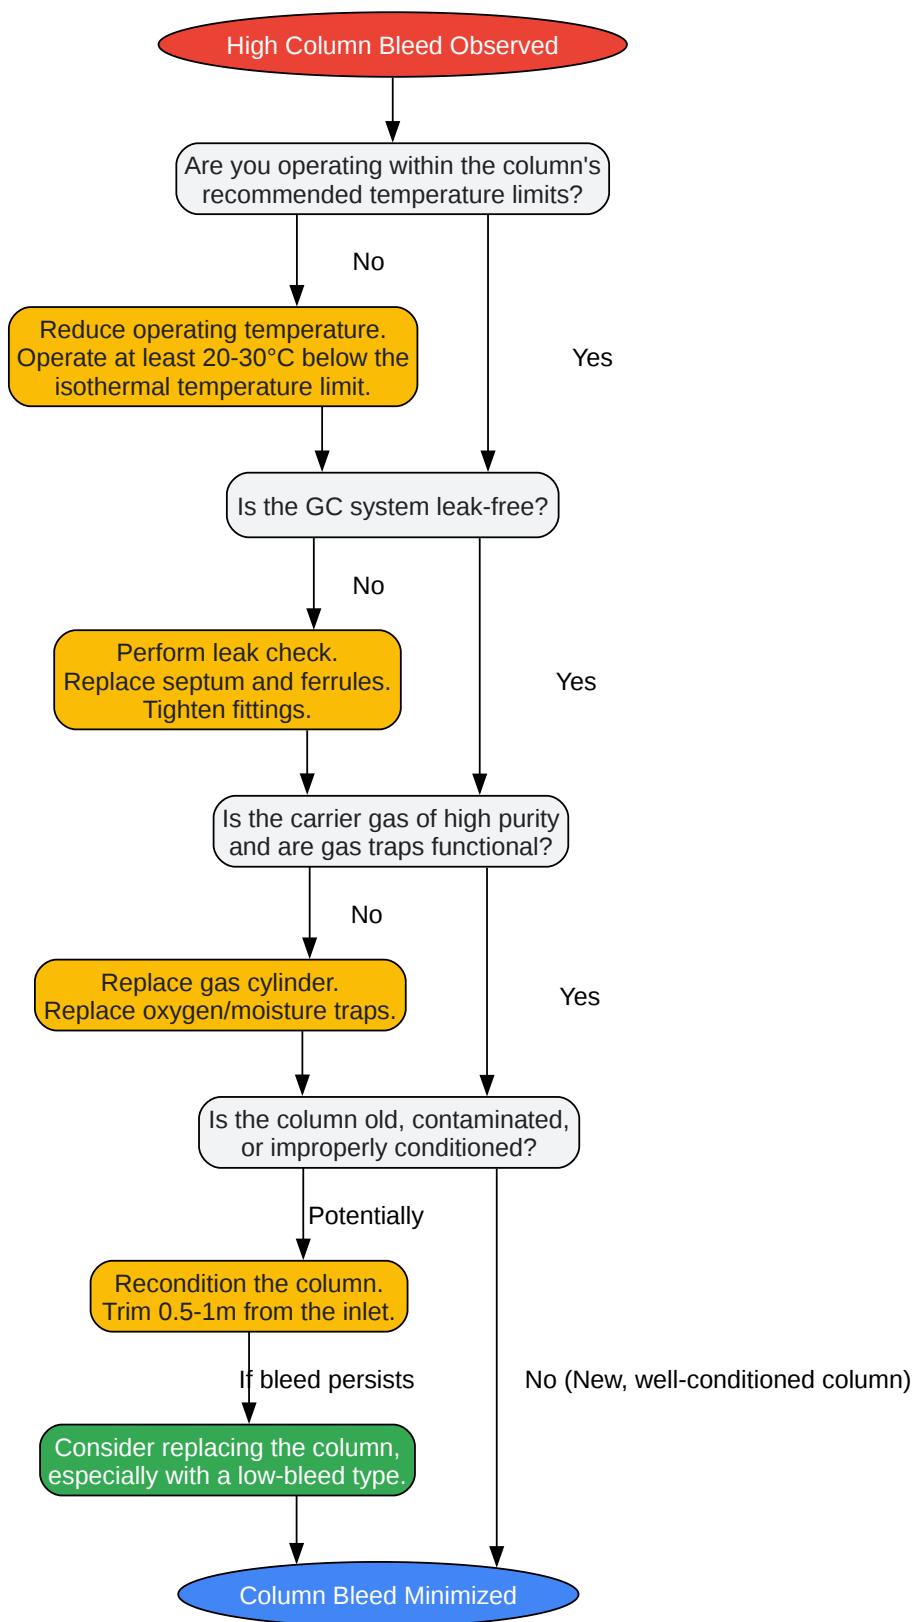 High Column Bleed Observed
Are you operating within the column's
recommended temperature limits?
No
Reduce operating temperature.
Operate at least 20-30°C below the
isothermal temperature limit.
Yes
Is the GC system leak-free?
No
Perform leak check.
Replace septum and ferrules.
Tighten fittings.
Yes
Is the carrier gas of high purity
and are gas traps functional?
No
Replace gas cylinder.
Replace oxygen/moisture traps.
Yes
Is the column old, contaminated,
or improperly conditioned?
Potentially
Recondition the column.
Trim 0.5-1m from the inlet.
If bleed persists
No (New, well-conditioned column)
Consider replacing the column,
especially with a low-bleed type.
Column Bleed Minimized